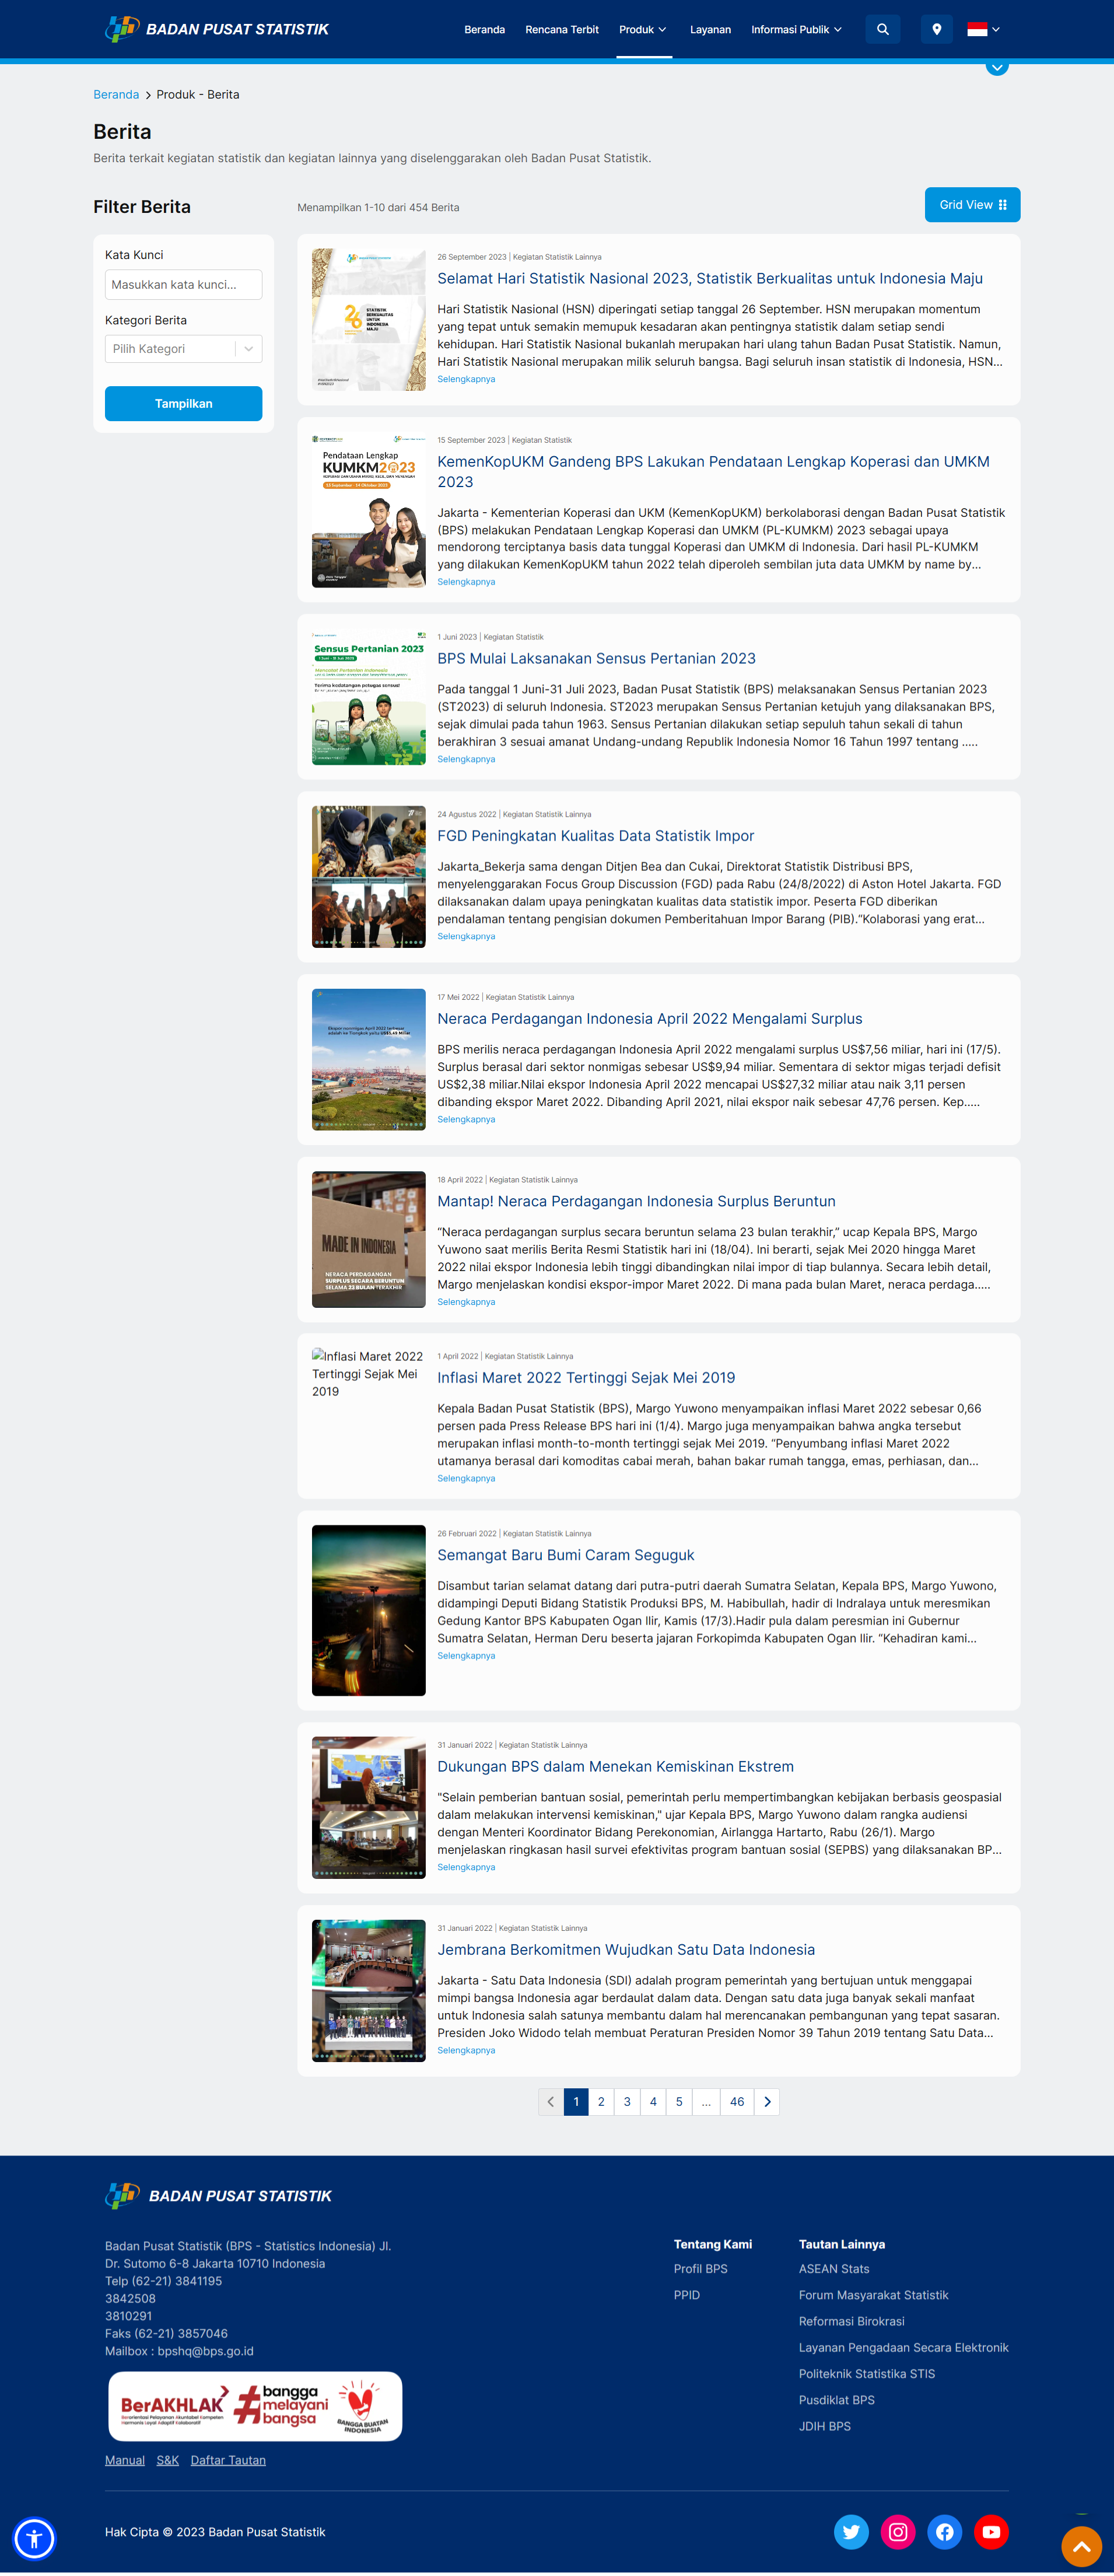 BADAN PUSAT STATISTIK
Beranda Rencana Terbit Produk Layanan Informasi Publik
Beranda > Produk - Berita
Berita
Berita terkait kegiatan statistik dan kegiatan lainnya yang diselenggarakan oleh Badan Pusat Statistik.
Filter Berita
Kata Kunci
Masukkan kata kunci...
Kategori Berita
Pilih Kategori
Tampilkan
Menampilkan 1-10 dari 454 Berita
Grid View
STATISTIK
BERKUALITAS
UNTUK
INDONESIA
MAJU
26 September 2023 | Kegiatan Statistik Lainnya
Selamat Hari Statistik Nasional 2023, Statistik Berkualitas untuk Indonesia Maju
Hari Statistik Nasional (HSN) diperingati setiap tanggal 26 September. HSN merupakan momentum
yang tepat untuk semakin memupuk kesadaran akan pentingnya statistik dalam setiap sendi
kehidupan. Hari Statistik Nasional bukanlah merupakan hari ulang tahun Badan Pusat Statistik. Namun,
Hari Statistik Nasional merupakan milik seluruh bangsa. Bagi seluruh insan statistik di Indonesia, HSN...
Selengkapnya
Pendataan Lengkap
KUMKM2023
15 September 2023 | Kegiatan Statistik
KemenKopUKM Gandeng BPS Lakukan Pendataan Lengkap Koperasi dan UMKM
2023
Jakarta - Kementerian Koperasi dan UKM (KemenKopUKM) berkolaborasi dengan Badan Pusat Statistik
(BPS) melakukan Pendataan Lengkap Koperasi dan UMKM (PL-KUMKM) 2023 sebagai upaya
mendorong terciptanya basis data tunggal Koperasi dan UMKM di Indonesia. Dari hasil PL-KUMKM
yang dilakukan KemenKopUKM tahun 2022 telah diperoleh sembilan juta data UMKM by name by...
Selengkapnya
Sensus Pertanian 2023
1 Juni 2023 | Kegiatan Statistik
BPS Mulai Laksanakan Sensus Pertanian 2023
Pada tanggal 1 Juni-31 Juli 2023, Badan Pusat Statistik (BPS) melaksanakan Sensus Pertanian 2023
(ST2023) di seluruh Indonesia. ST2023 merupakan Sensus Pertanian ketujuh yang dilaksanakan BPS,
sejak dimulai pada tahun 1963. Sensus Pertanian dilakukan setiap sepuluh tahun sekali di tahun
berakhiran 3 sesuai amanat Undang-undang Republik Indonesia Nomor 16 Tahun 1997 tentang .....
Selengkapnya
24 Agustus 2022 | Kegiatan Statistik Lainnya
FGD Peningkatan Kualitas Data Statistik Impor
Jakarta_Bekerja sama dengan Ditjen Bea dan Cukai, Direktorat Statistik Distribusi BPS,
menyelenggarakan Focus Group Discussion (FGD) pada Rabu (24/8/2022) di Aston Hotel Jakarta. FGD
dilaksanakan dalam upaya peningkatan kualitas data statistik impor. Peserta FGD diberikan
pendalaman tentang pengisian dokumen Pemberitahuan Impor Barang (PIB)."Kolaborasi yang erat...
Selengkapnya
17 Mei 2022 | Kegiatan Statistik Lainnya
Neraca Perdagangan Indonesia April 2022 Mengalami Surplus
BPS merilis neraca perdagangan Indonesia April 2022 mengalami surplus US$7,56 miliar, hari ini (17/5).
Surplus berasal dari sektor nonmigas sebesar US$9,94 miliar. Sementara di sektor migas terjadi defisit
US$2,38 miliar.Nilai ekspor Indonesia April 2022 mencapai US$27,32 miliar atau naik 3,11 persen
dibanding ekspor Maret 2022. Dibanding April 2021, nilai ekspor naik sebesar 47,76 persen. Kep.....
Selengkapnya
MADE IN INDONESIA
NERACA PERDAGANGAN
SURPLUS SECARA BERUNTUN
SELAMA 23 BULAN TERAKHIR
18 April 2022 | Kegiatan Statistik Lainnya
Mantap! Neraca Perdagangan Indonesia Surplus Beruntun
"Neraca perdagangan surplus secara beruntun selama 23 bulan terakhir," ucap Kepala BPS, Margo
Yuwono saat merilis Berita Resmi Statistik hari ini (18/04). Ini berarti, sejak Mei 2020 hingga Maret
2022 nilai ekspor Indonesia lebih tinggi dibandingkan nilai impor di tiap bulannya. Secara lebih detail,
Margo menjelaskan kondisi ekspor-impor Maret 2022. Di mana pada bulan Maret, neraca perdaga.....
Selengkapnya
Inflasi Maret 2022
Tertinggi Sejak Mei
2019
1 April 2022 | Kegiatan Statistik Lainnya
Inflasi Maret 2022 Tertinggi Sejak Mei 2019
Kepala Badan Pusat Statistik (BPS), Margo Yuwono menyampaikan inflasi Maret 2022 sebesar 0,66
persen pada Press Release BPS hari ini (1/4). Margo juga menyampaikan bahwa angka tersebut
merupakan inflasi month-to-month tertinggi sejak Mei 2019. "Penyumbang inflasi Maret 2022
utamanya berasal dari komoditas cabai merah, bahan bakar rumah tangga, emas, perhiasan, dan...
Selengkapnya
26 Februari 2022 | Kegiatan Statistik Lainnya
Semangat Baru Bumi Caram Seguguk
Disambut tarian selamat datang dari putra-putri daerah Sumatra Selatan, Kepala BPS, Margo Yuwono,
didampingi Deputi Bidang Statistik Produksi BPS, M. Habibullah, hadir di Indralaya untuk meresmikan
Gedung Kantor BPS Kabupaten Ogan Ilir, Kamis (17/3).Hadir pula dalam peresmian ini Gubernur
Sumatra Selatan, Herman Deru beserta jajaran Forkopimda Kabupaten Ogan Ilir. "Kehadiran kami...
Selengkapnya
31 Januari 2022 | Kegiatan Statistik Lainnya
Dukungan BPS dalam Menekan Kemiskinan Ekstrem
"Selain pemberian bantuan sosial, pemerintah perlu mempertimbangkan kebijakan berbasis geospasial
dalam melakukan intervensi kemiskinan," ujar Kepala BPS, Margo Yuwono dalam rangka audiensi
dengan Menteri Koordinator Bidang Perekonomian, Airlangga Hartarto, Rabu (26/1). Margo
menjelaskan ringkasan hasil survei efektivitas program bantuan sosial (SEPBS) yang dilaksanakan BP...
Selengkapnya
31 Januari 2022 | Kegiatan Statistik Lainnya
Jembrana Berkomitmen Wujudkan Satu Data Indonesia
Jakarta - Satu Data Indonesia (SDI) adalah program pemerintah yang bertujuan untuk menggapai
mimpi bangsa Indonesia agar berdaulat dalam data. Dengan satu data juga banyak sekali manfaat
untuk Indonesia salah satunya membantu dalam hal merencanakan pembangunan yang tepat sasaran.
Presiden Joko Widodo telah membuat Peraturan Presiden Nomor 39 Tahun 2019 tentang Satu Data...
Selengkapnya
1 2 3 4 5 ... 46
BADAN PUSAT STATISTIK
Badan Pusat Statistik (BPS - Statistics Indonesia) Jl.
Dr. Sutomo 6-8 Jakarta 10710 Indonesia
Telp (62-21) 3841195
3842508
3810291
Faks (62-21) 3857046
Mailbox : bpshq@bps.go.id
BerAKHLAK
# bangga
melayani
bangsa
BANGGA BUATAN
INDONESIA
Manual S&K Daftar Tautan
Tentang Kami
Profil BPS
PPID
Tautan Lainnya
ASEAN Stats
Forum Masyarakat Statistik
Reformasi Birokrasi
Layanan Pengadaan Secara Elektronik
Politeknik Statistika STIS
Pusdiklat BPS
JDIH BPS
Hak Cipta © 2023 Badan Pusat Statistik